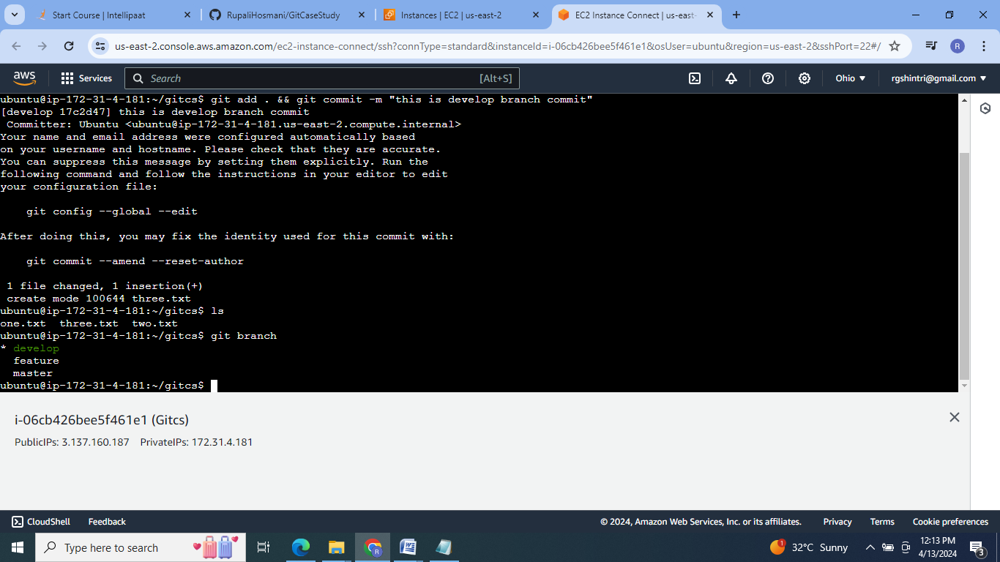 Start Course | Intellipaat
RupaliHosmani/GitCaseStudy
Instances | EC2 | us-east-2
EC2 Instance Connect | us-east-
us-east-2.console.aws.amazon.com/ec2-instance-connect/ssh?connType=standard&instanceId=i-06cb426bee5f461e1&osUser=ubuntu&region=us-east-2&sshPort=22#/
R
aws
Services
Search
[Alt+S]
Ohio
rgshintri@gmail.com
ubuntu@ip-172-31-4-181:~/gitcs$ git add . && git commit -m "this is develop branch commit"
[develop 17c2d47] this is develop branch commit
Committer: Ubuntu <ubuntu@ip-172-31-4-181.us-east-2.compute.internal>
Your name and email address were configured automatically based
on your username and hostname. Please check that they are accurate.
You can suppress this message by setting them explicitly. Run the
following command and follow the instructions in your editor to edit
your configuration file:
git config --global --edit
After doing this, you may fix the identity used for this commit with:
git commit --amend --reset-author
1 file changed, 1 insertion(+)
create mode 100644 three.txt
ubuntu@ip-172-31-4-181:~/gitcs$ ls
one.txt  three.txt  two.txt
ubuntu@ip-172-31-4-181:~/gitcs$ git branch
* develop
feature
master
ubuntu@ip-172-31-4-181:~/gitcs$
i-06cb426bee5f461e1 (Gitcs)
PublicIPs: 3.137.160.187 PrivateIPs: 172.31.4.181
CloudShell
Feedback
© 2024, Amazon Web Services, Inc. or its affiliates.
Privacy
Terms
Cookie preferences
Type here to search
R
W
1
32°C Sunny
12:13 PM
4/13/2024
3